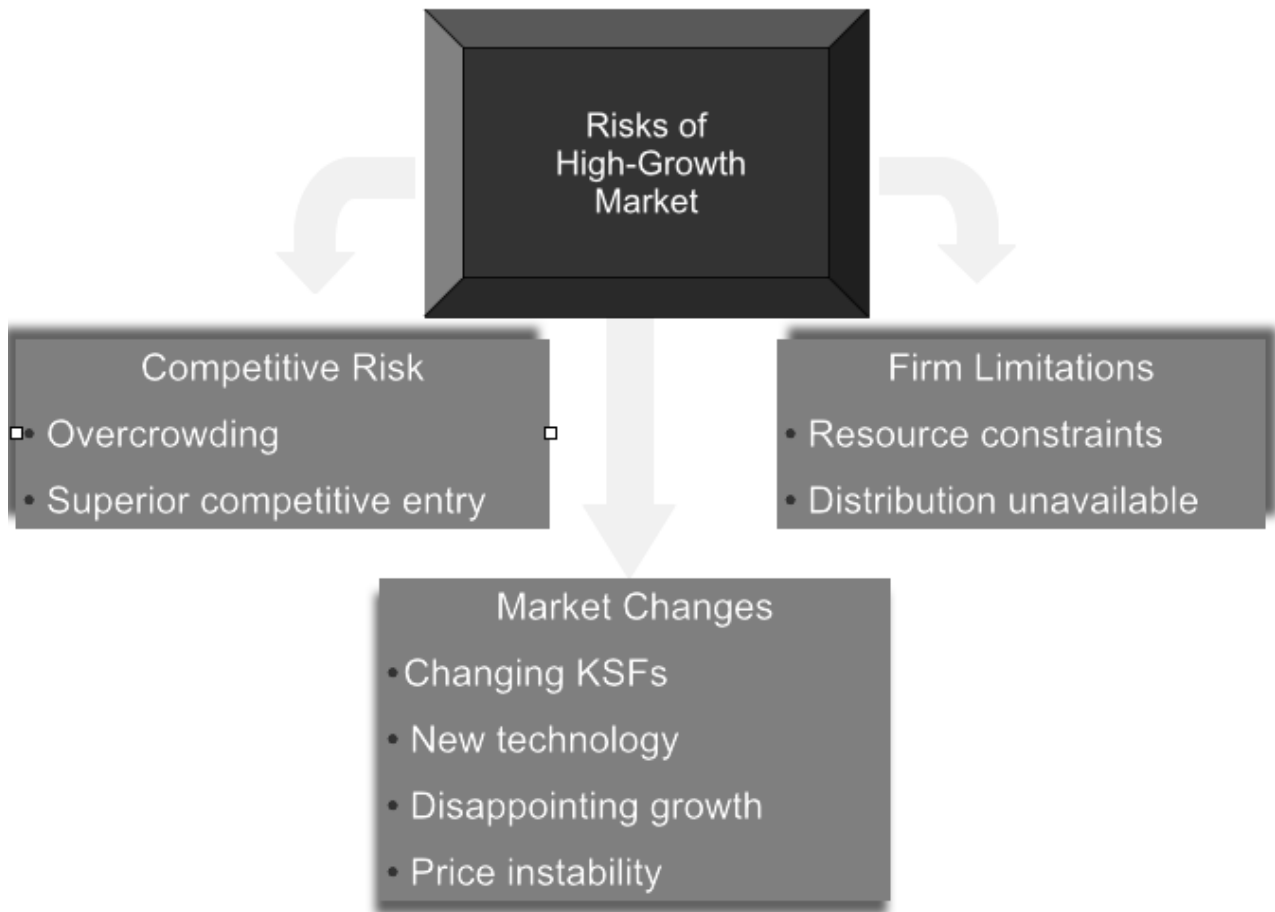 Risks of
High-Growth
Market
Competitive Risk
• Overcrowding
• Superior competitive entry
Firm Limitations
• Resource constraints
• Distribution unavailable
Market Changes
• Changing KSFs
• New technology
• Disappointing growth
• Price instability